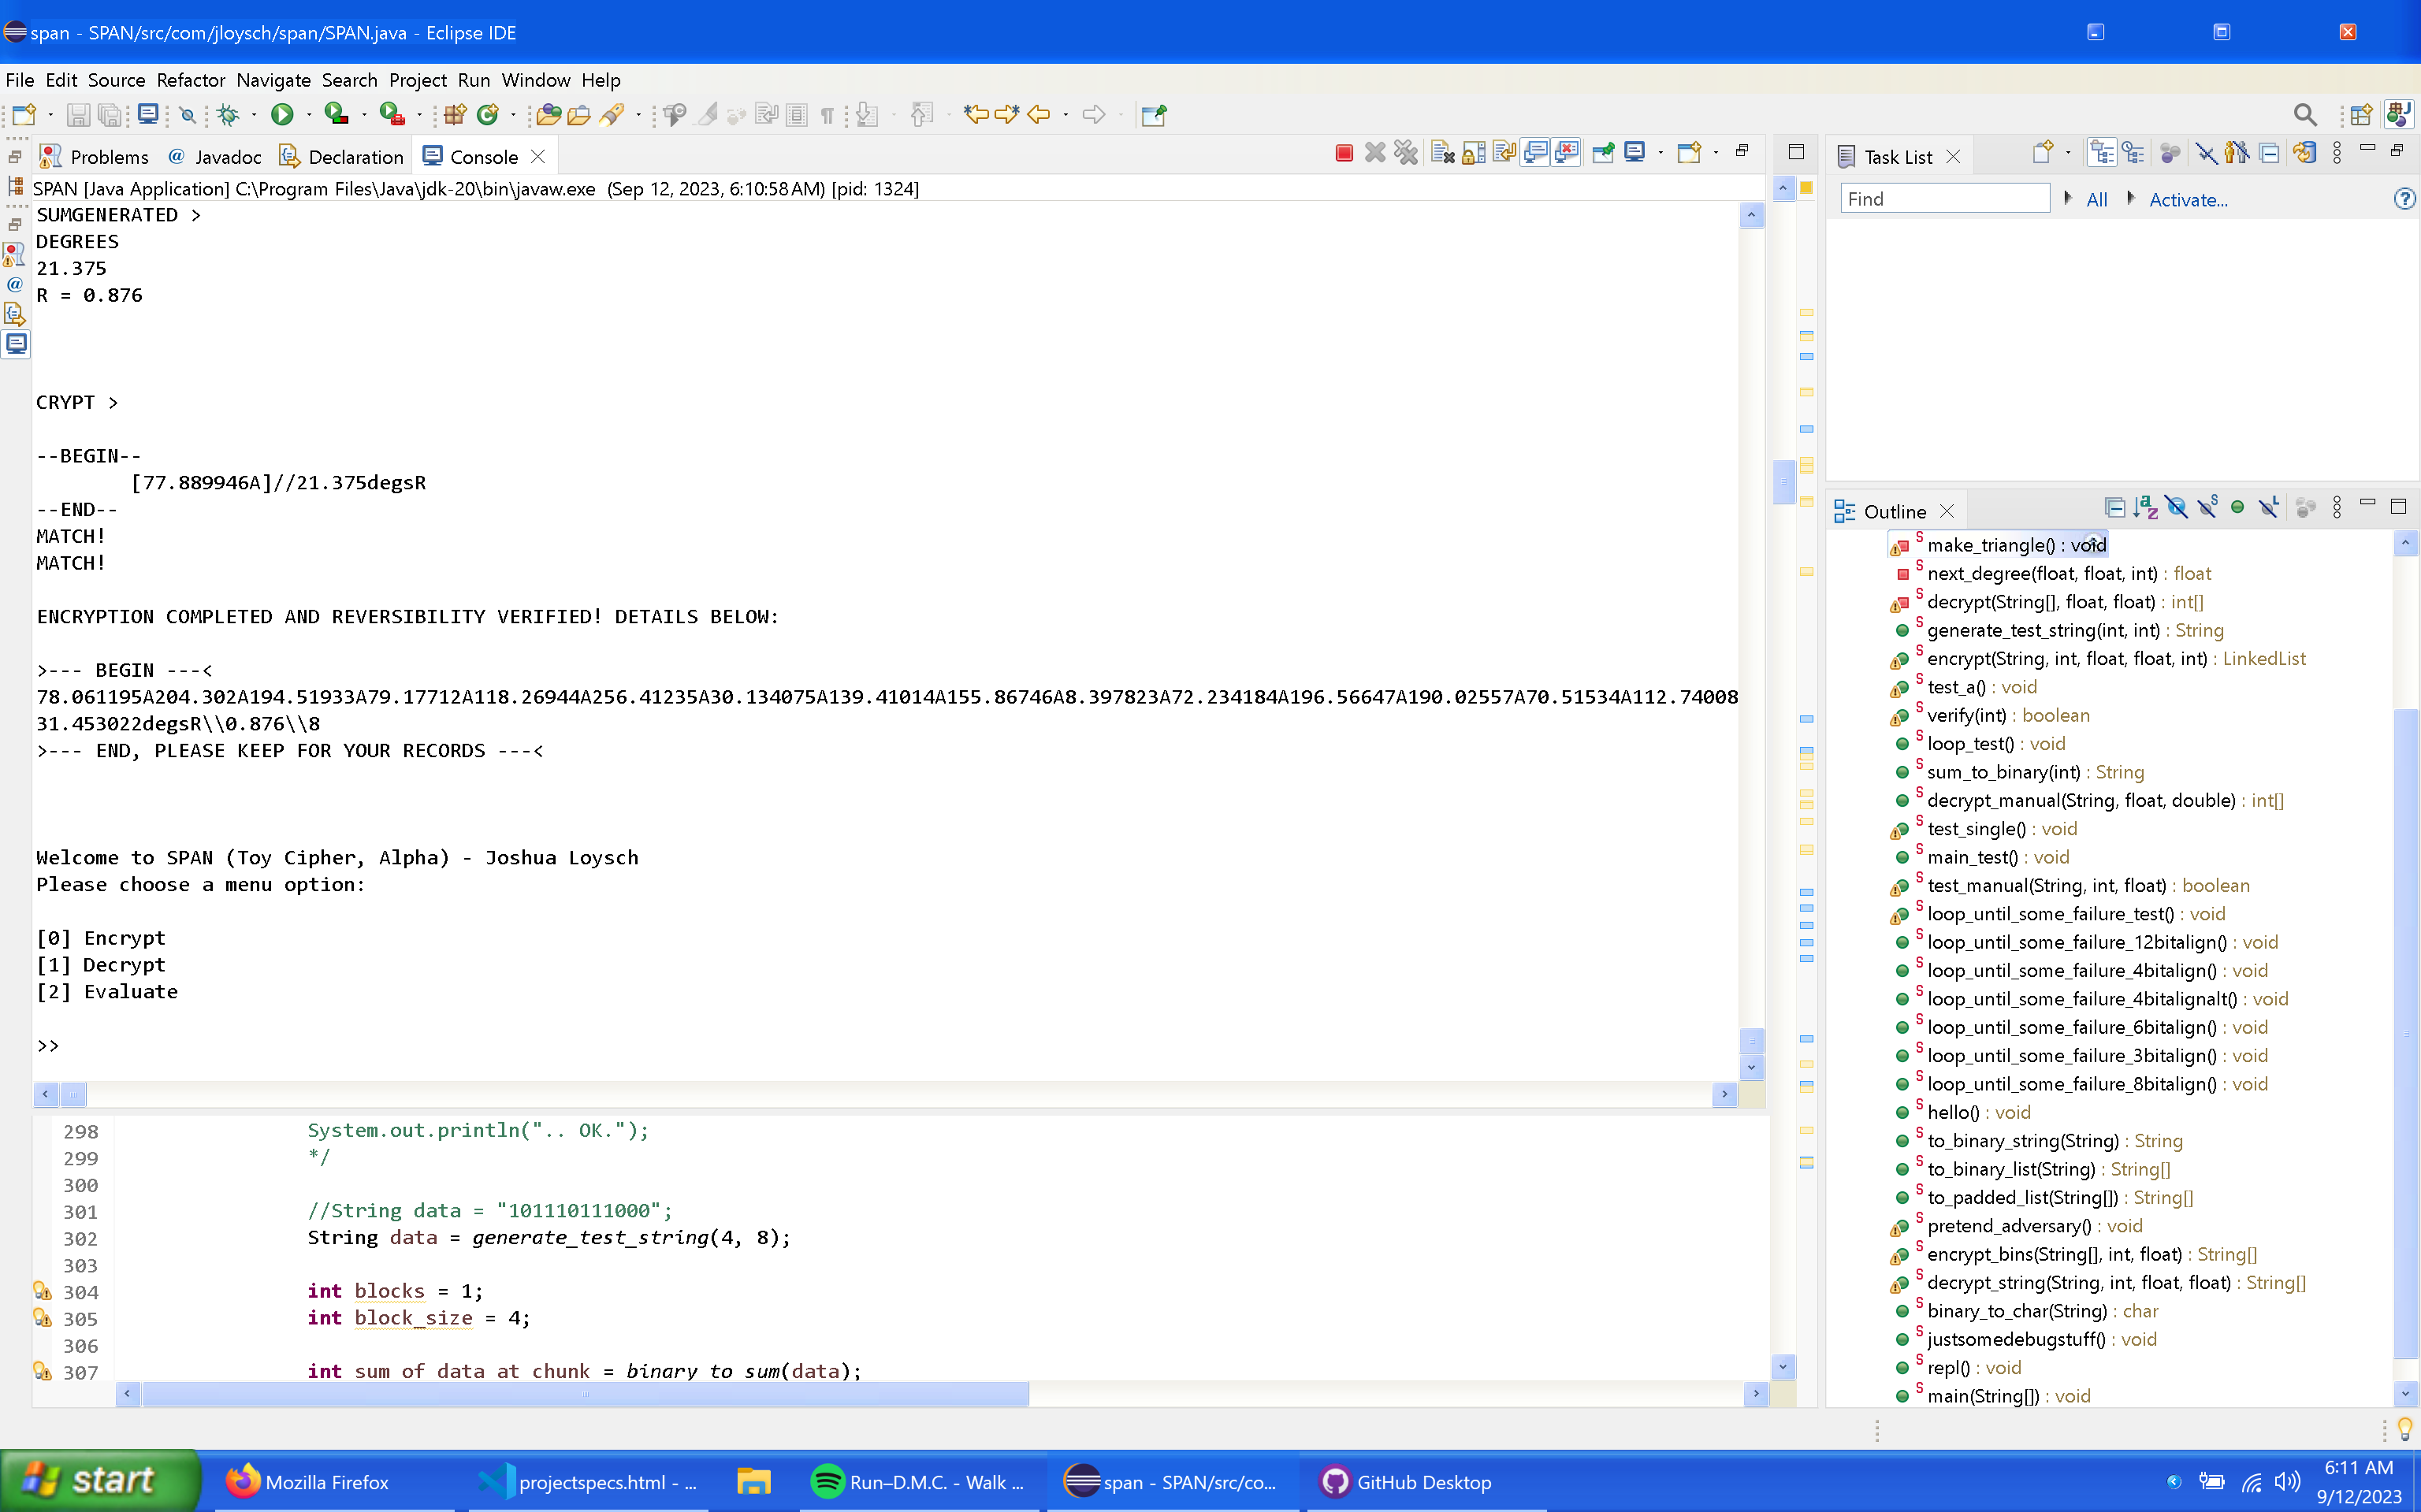 span - SPAN/src/com/jloysch/span/SPAN.java - Eclipse IDE
File Edit Source Refactor Navigate Search Project Run Window Help
Problems @ Javadoc Declaration Console
SPAN [Java Application] C:\Program Files\Java\jdk-20\bin\javaw.exe (Sep 12, 2023, 6:10:58 AM) [pid: 1324]
SUMGENERATED >
DEGREES
21.375
R = 0.876
CRYPT >
--BEGIN--
[77.889946A]//21.375degsR
--END--
MATCH!
MATCH!
ENCRYPTION COMPLETED AND REVERSIBILITY VERIFIED! DETAILS BELOW:
>--- BEGIN ---<
78.061195A204.302A194.51933A79.17712A118.26944A256.41235A30.134075A139.41014A155.86746A8.397823A72.234184A196.56647A190.02557A70.51534A112.74008
31.453022degsR\\0.876\\8
>--- END, PLEASE KEEP FOR YOUR RECORDS ---<
Welcome to SPAN (Toy Cipher, Alpha) - Joshua Loysch
Please choose a menu option:
[0] Encrypt
[1] Decrypt
[2] Evaluate
>>
298 System.out.println(".. OK.");
299 */
300
301 //String data = "101110111000";
302 String data = generate_test_string(4, 8);
303
304 int blocks = 1;
305 int block_size = 4;
306
307 int sum_of_data_at_chunk = binary_to_sum(data);
Task List
Find All Activate...
Outline
make_triangle() : void
next_degree(float, float, int) : float
decrypt(String[], float, float) : int[]
generate_test_string(int, int) : String
encrypt(String, int, float, float, int) : LinkedList
test_a() : void
verify(int) : boolean
loop_test() : void
sum_to_binary(int) : String
decrypt_manual(String, float, double) : int[]
test_single() : void
main_test() : void
test_manual(String, int, float) : boolean
loop_until_some_failure_test() : void
loop_until_some_failure_12bitalign() : void
loop_until_some_failure_4bitalign() : void
loop_until_some_failure_4bitalignalt() : void
loop_until_some_failure_6bitalign() : void
loop_until_some_failure_3bitalign() : void
loop_until_some_failure_8bitalign() : void
hello() : void
to_binary_string(String) : String
to_binary_list(String) : String[]
to_padded_list(String[]) : String[]
pretend_adversary() : void
encrypt_bins(String[], int, float) : String[]
decrypt_string(String, int, float, float) : String[]
binary_to_char(String) : char
justsomedebugstuff() : void
repl() : void
main(String[]) : void
start Mozilla Firefox projectspecs.html - ... Run–D.M.C. - Walk ... span - SPAN/src/co... GitHub Desktop
6:11 AM
9/12/2023